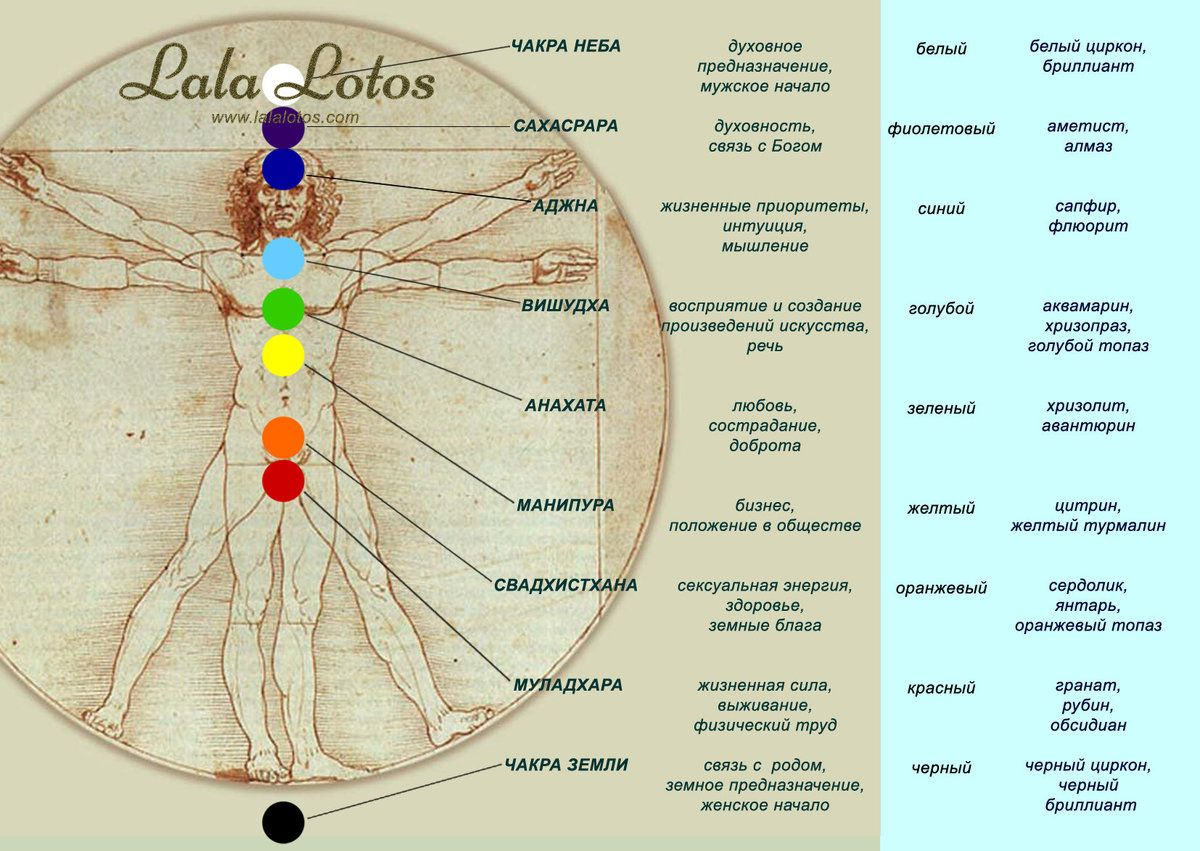 Lala Lotos
www.lalalotos.com
ЧАКРА НЕБА
духовное
предназначение,
мужское начало
белый
белый циркон,
бриллиант
САХАСРАРА
духовность,
связь с Богом
фиолетовый
аметист,
алмаз
АДЖНА
жизненные приоритеты,
интуиция,
мышление
синий
сапфир,
флюорит
ВИШУДХА
восприятие и создание
произведений искусства,
речь
голубой
аквамарин,
хризопраз,
голубой топаз
АНАХАТА
любовь,
сострадание,
доброта
зеленый
хризолит,
авантюрин
МАНИПУРА
бизнес,
положение в обществе
желтый
цитрин,
желтый турмалин
СВАДХИСТХАНА
сексуальная энергия,
здоровье,
земные блага
оранжевый
сердолик,
янтарь,
оранжевый топаз
МУЛАДХАРА
жизненная сила,
выживание,
физический труд
красный
гранат,
рубин,
обсидиан
ЧАКРА ЗЕМЛИ
связь с родом,
земное предназначение,
женское начало
черный
черный циркон,
черный
бриллиант